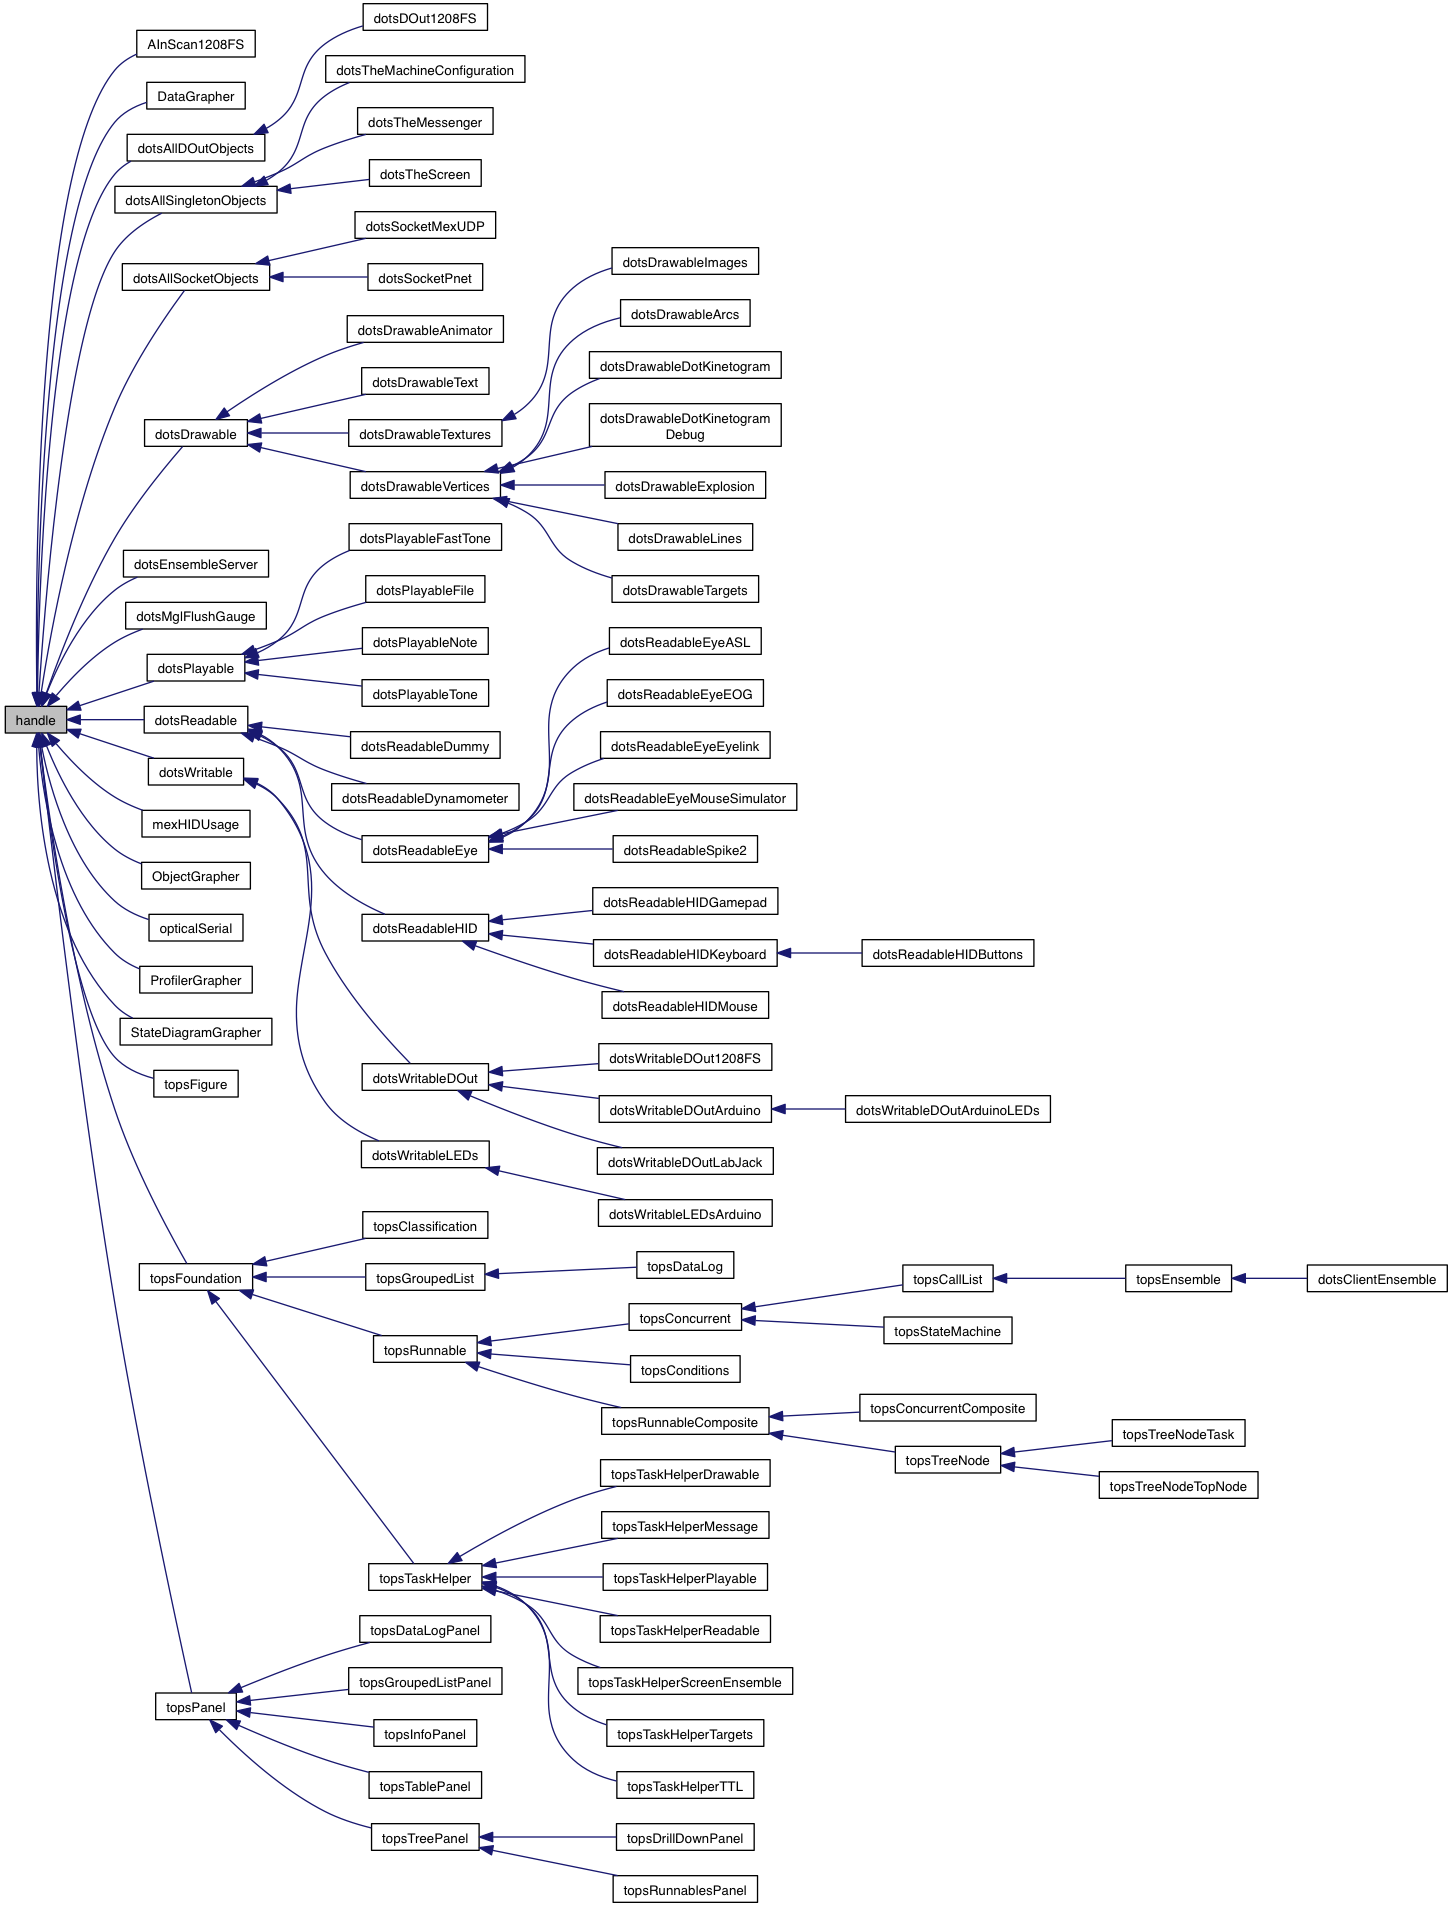 dotsDOut1208FS
AInScan1208FS
dotsTheMachineConfiguration
DataGrapher
dotsTheMessenger
dotsAllDOutObjects
dotsTheScreen
dotsAllSingletonObjects
dotsSocketMexUDP
dotsDrawableImages
dotsAllSocketObjects
dotsSocketPnet
dotsDrawableArcs
dotsDrawableAnimator
dotsDrawableDotKinetogram
dotsDrawableText
dotsDrawableDotKinetogram
Debug
dotsDrawable
dotsDrawableTextures
dotsDrawableVertices
dotsDrawableExplosion
dotsPlayableFastTone
dotsDrawableLines
dotsEnsembleServer
dotsPlayableFile
dotsDrawableTargets
dotsMglFlushGauge
dotsPlayableNote
dotsReadableEyeASL
dotsPlayable
dotsPlayableTone
dotsReadableEyeEOG
handle
dotsReadable
dotsReadableDummy
dotsReadableEyeEyelink
dotsWritable
dotsReadableDynamometer
dotsReadableEyeMouseSimulator
mexHIDUsage
dotsReadableEye
dotsReadableSpike2
ObjectGrapher
dotsReadableHIDGamepad
opticalSerial
dotsReadableHID
dotsReadableHIDKeyboard
dotsReadableHIDButtons
ProfilerGrapher
dotsReadableHIDMouse
StateDiagramGrapher
dotsWritableDOut1208FS
topsFigure
dotsWritableDOut
dotsWritableDOutArduino
dotsWritableDOutArduinoLEDs
dotsWritableLEDs
dotsWritableDOutLabJack
dotsWritableLEDsArduino
topsClassification
topsFoundation
topsGroupedList
topsDataLog
topsCallList
topsEnsemble
dotsClientEnsemble
topsConcurrent
topsStateMachine
topsRunnable
topsConditions
topsRunnableComposite
topsConcurrentComposite
topsTreeNodeTask
topsTreeNode
topsTreeNodeTopNode
topsTaskHelperDrawable
topsTaskHelperMessage
topsTaskHelper
topsTaskHelperPlayable
topsDataLogPanel
topsTaskHelperReadable
topsGroupedListPanel
topsTaskHelperScreenEnsemble
topsPanel
topsInfoPanel
topsTaskHelperTargets
topsTablePanel
topsTaskHelperTTL
topsTreePanel
topsDrillDownPanel
topsRunnablesPanel